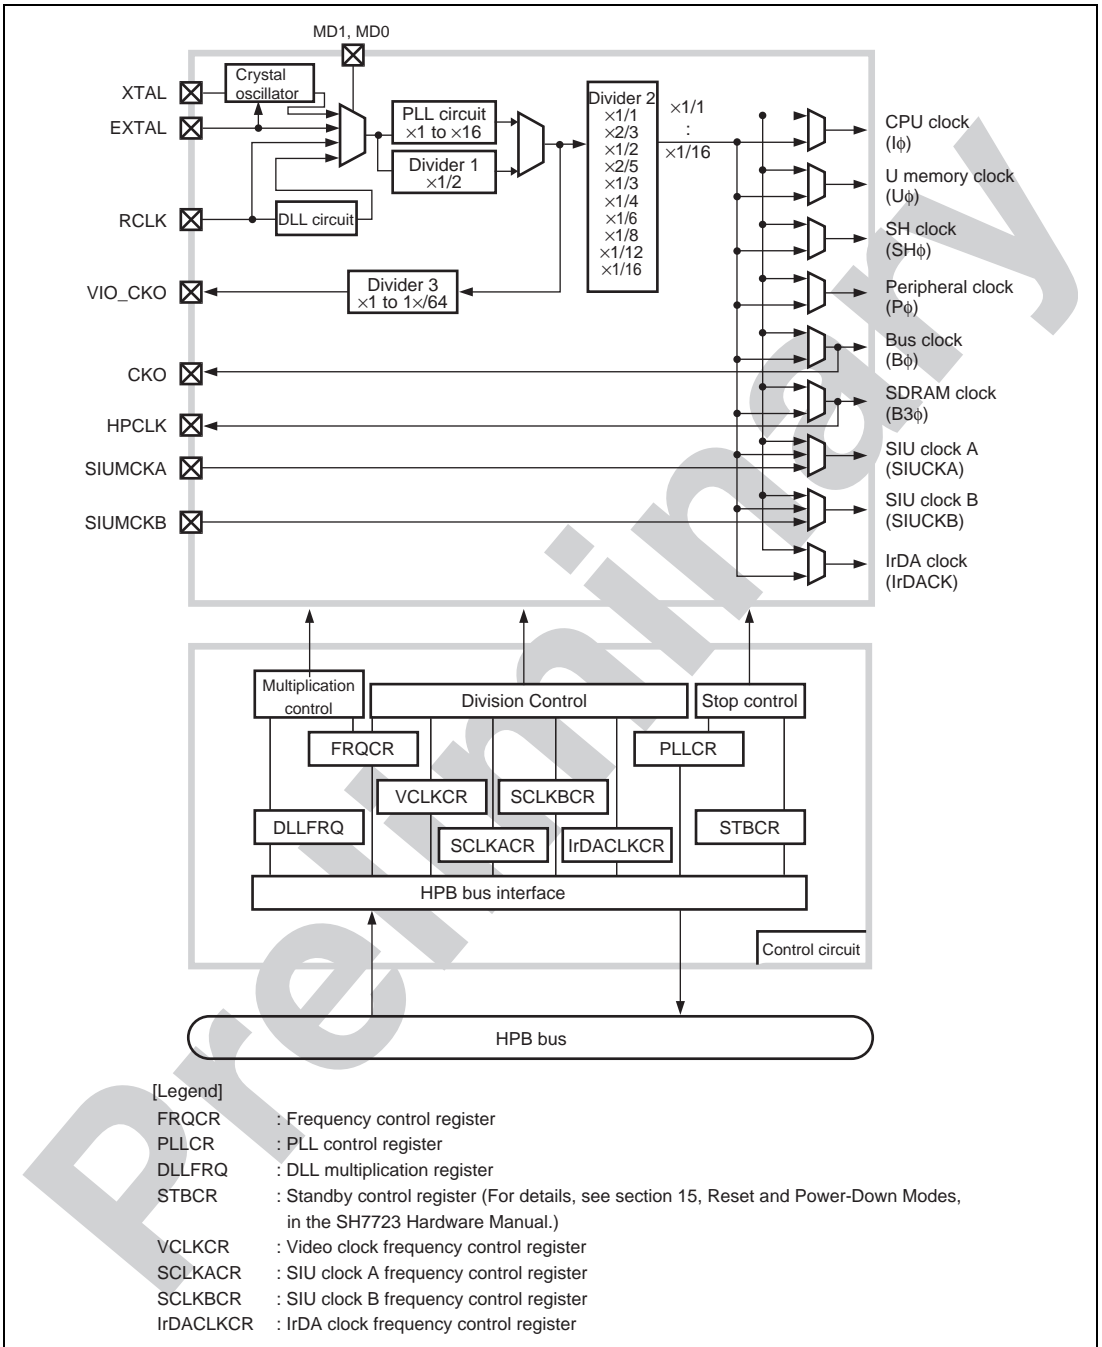 MD1, MD0
XTAL
Crystal
oscillator
EXTAL
PLL circuit
×1 to ×16
Divider 1
×1/2
Divider 2
×1/1
×2/3
×1/2
×2/5
×1/3
×1/4
×1/6
×1/8
×1/12
×1/16
×1/1
:
×1/16
RCLK
DLL circuit
VIO_CKO
Divider 3
×1 to 1×/64
CKO
HPCLK
SIUMCKA
SIUMCKB
CPU clock
(Iϕ)
U memory clock
(Uϕ)
SH clock
(SHϕ)
Peripheral clock
(Pϕ)
Bus clock
(Bϕ)
SDRAM clock
(B3ϕ)
SIU clock A
(SIUCKA)
SIU clock B
(SIUCKB)
IrDA clock
(IrDACK)
Multiplication
control
Division Control
Stop control
FRQCR
PLLCR
VCLKCR
SCLKBCR
DLLFRQ
SCLKACR
IrDACLKCR
STBCR
HPB bus interface
Control circuit
HPB bus
[Legend]
FRQCR : Frequency control register
PLLCR : PLL control register
DLLFRQ : DLL multiplication register
STBCR : Standby control register (For details, see section 15, Reset and Power-Down Modes,
in the SH7723 Hardware Manual.)
VCLKCR : Video clock frequency control register
SCLKACR : SIU clock A frequency control register
SCLKBCR : SIU clock B frequency control register
IrDACLKCR : IrDA clock frequency control register
Preliminary